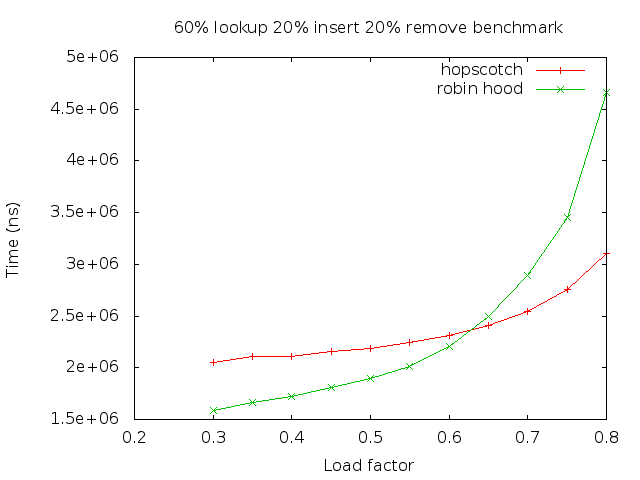 60% lookup 20% insert 20% remove benchmark
5e+06
4.5e+06
4e+06
3.5e+06
3e+06
2.5e+06
2e+06
1.5e+06
Time (ns)
hopscotch
robin hood
0.2 0.3 0.4 0.5 0.6 0.7 0.8
Load factor